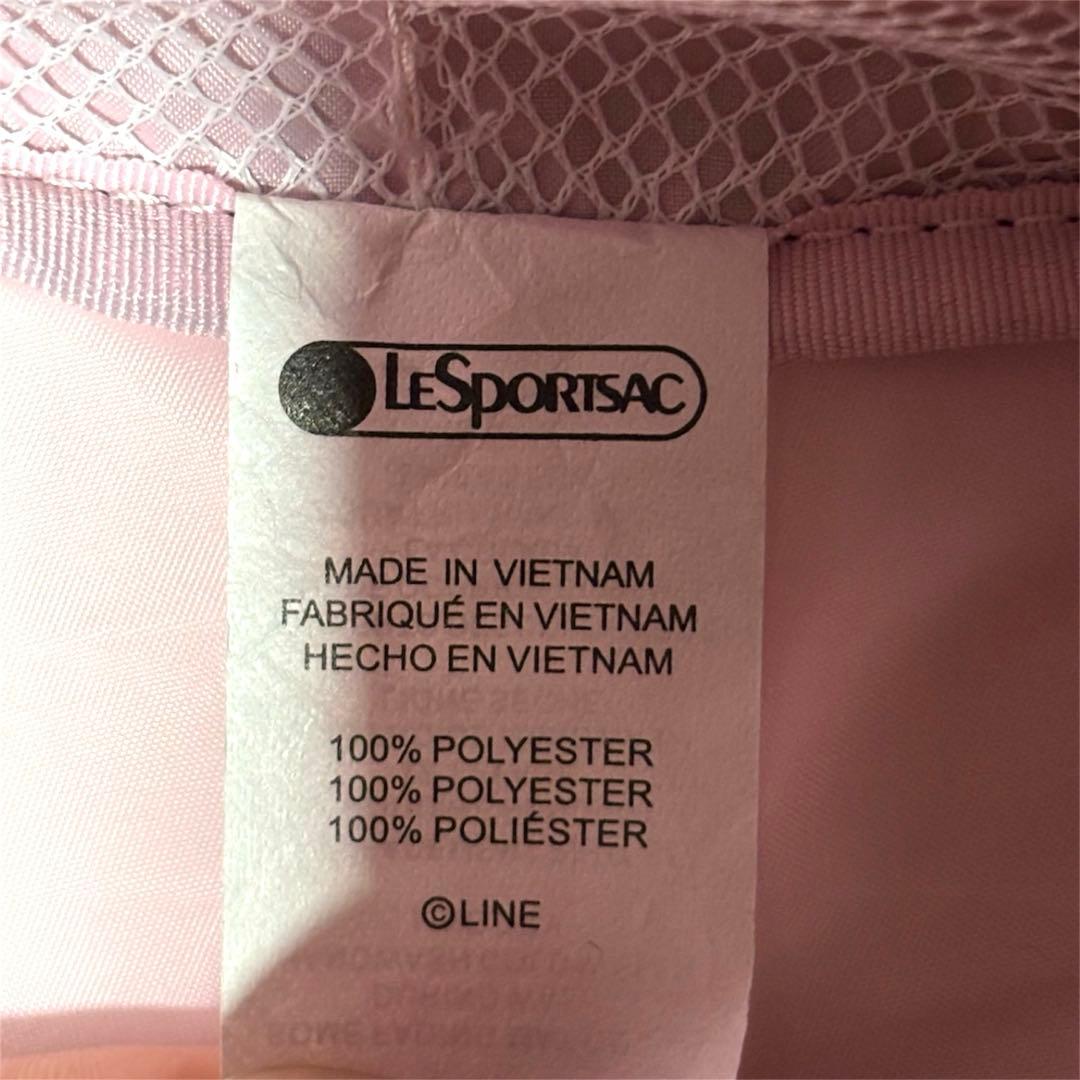 LESPORTSAC
MADE IN VIETNAM
FABRIQUÉ EN VIETNAM
HECHO EN VIETNAM
100% POLYESTER
100% POLYESTER
100% POLIÉSTER
©LINE